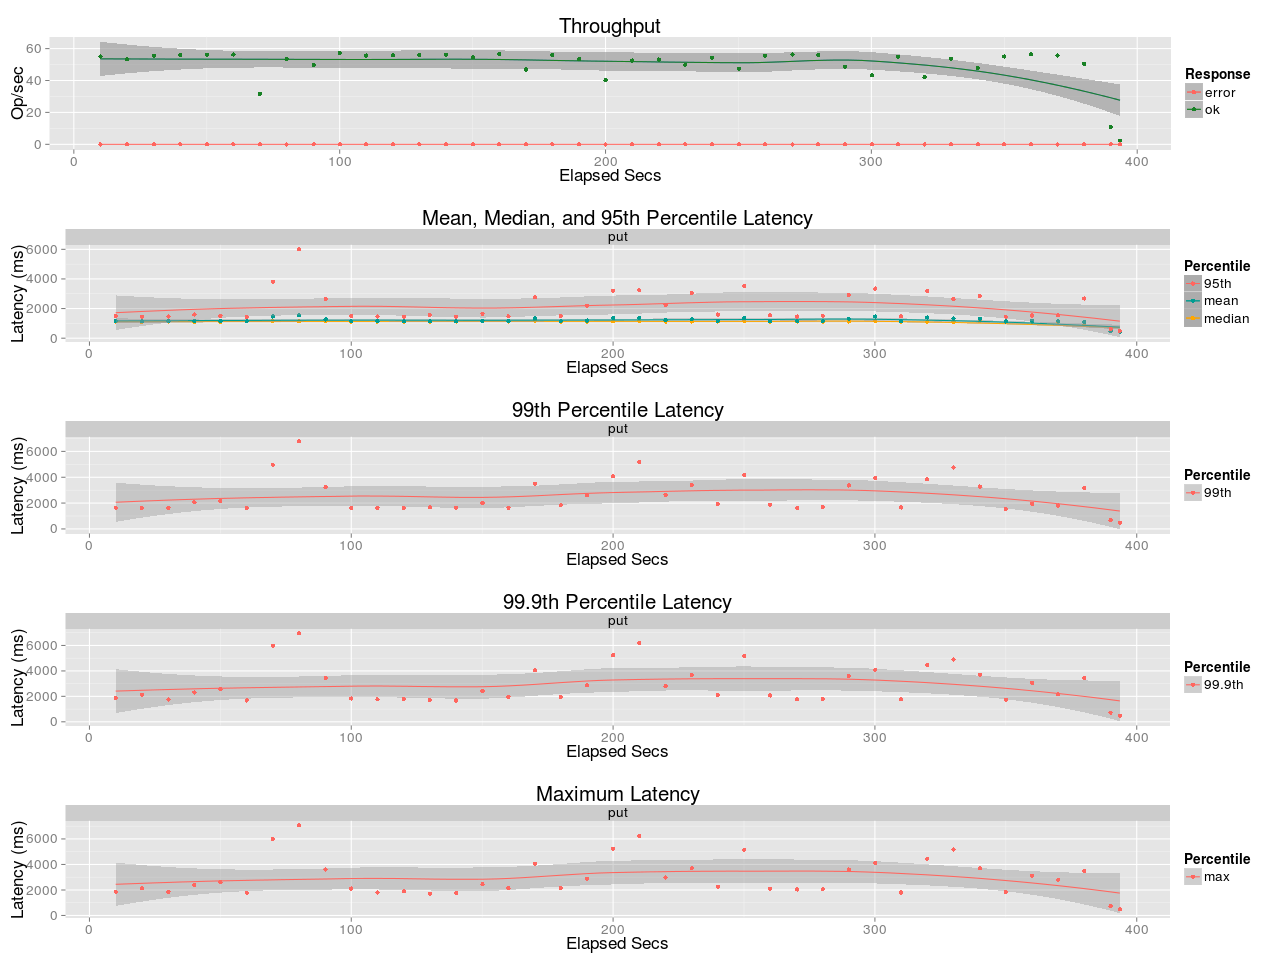 Throughput
Op/sec
60
40
20
0
0 100 200 300 400
Elapsed Secs
Response
error
ok
Mean, Median, and 95th Percentile Latency
put
Latency (ms)
6000
4000
2000
0
0 100 200 300 400
Elapsed Secs
Percentile
95th
mean
median
99th Percentile Latency
put
Latency (ms)
6000
4000
2000
0
0 100 200 300 400
Elapsed Secs
Percentile
99th
99.9th Percentile Latency
put
Latency (ms)
6000
4000
2000
0
0 100 200 300 400
Elapsed Secs
Percentile
99.9th
Maximum Latency
put
Latency (ms)
6000
4000
2000
0
0 100 200 300 400
Elapsed Secs
Percentile
max